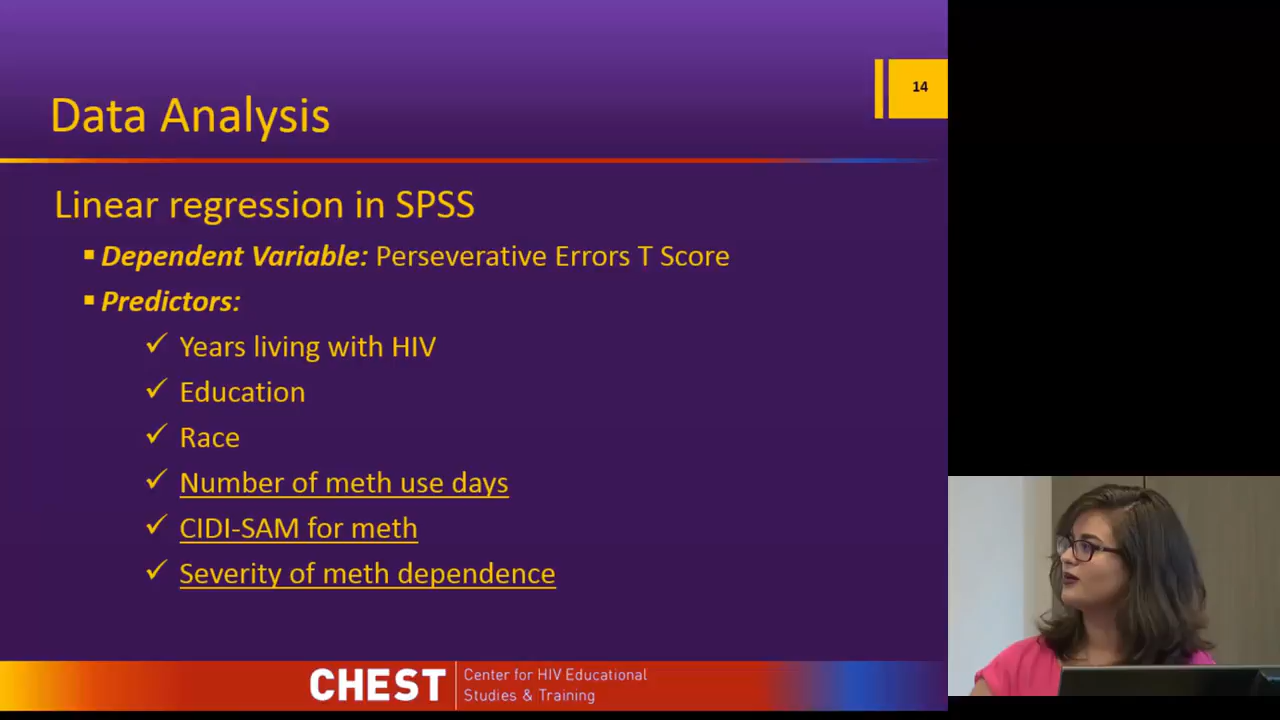 14
Data Analysis
Linear regression in SPSS
▪ Dependent Variable: Perseverative Errors T Score
▪ Predictors:
✓ Years living with HIV
✓ Education
✓ Race
✓ Number of meth use days
✓ CIDI-SAM for meth
✓ Severity of meth dependence
CHEST
Center for HIV Educational
Studies & Training